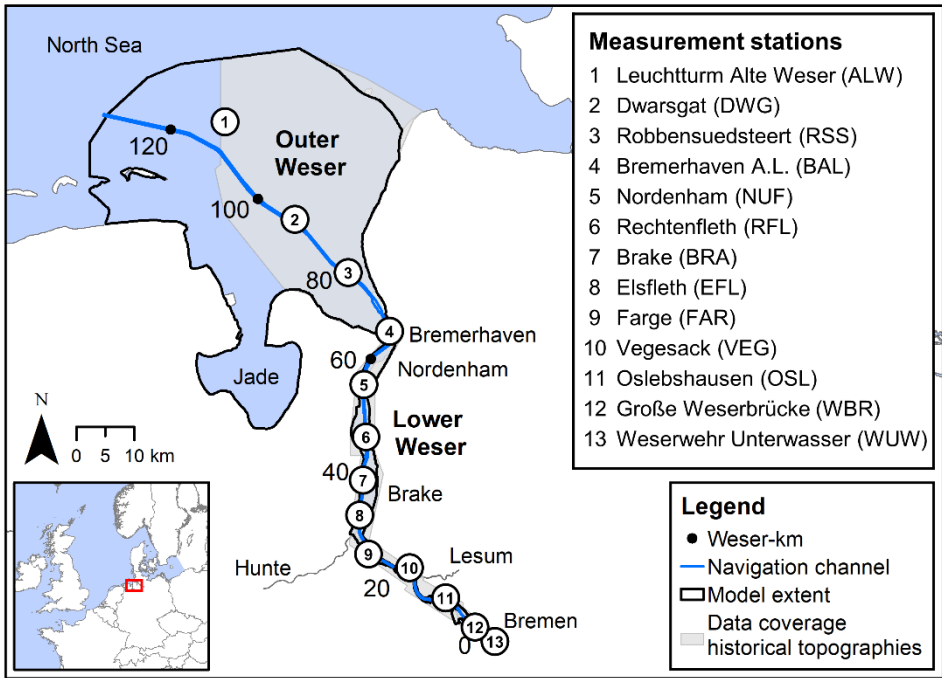 North Sea
1
Outer
Weser
120
100
2
80
3
4
Bremerhaven
60
Nordenham
Jade
5
Lower
Weser
6
40
7
Brake
8
9
Hunte
10
Lesum
20
11
12
Bremen
0
13
N
0 5 10 km
Measurement stations
1 Leuchtturm Alte Weser (ALW)
2 Dwarsgat (DWG)
3 Robbensuedsteert (RSS)
4 Bremerhaven A.L. (BAL)
5 Nordenham (NUF)
6 Rechtenfleth (RFL)
7 Brake (BRA)
8 Elsfleth (EFL)
9 Farge (FAR)
10 Vegesack (VEG)
11 Oslebshausen (OSL)
12 Große Weserbrücke (WBR)
13 Weserwehr Unterwasser (WUW)
Legend
Weser-km
Navigation channel
Model extent
Data coverage
historical topographies